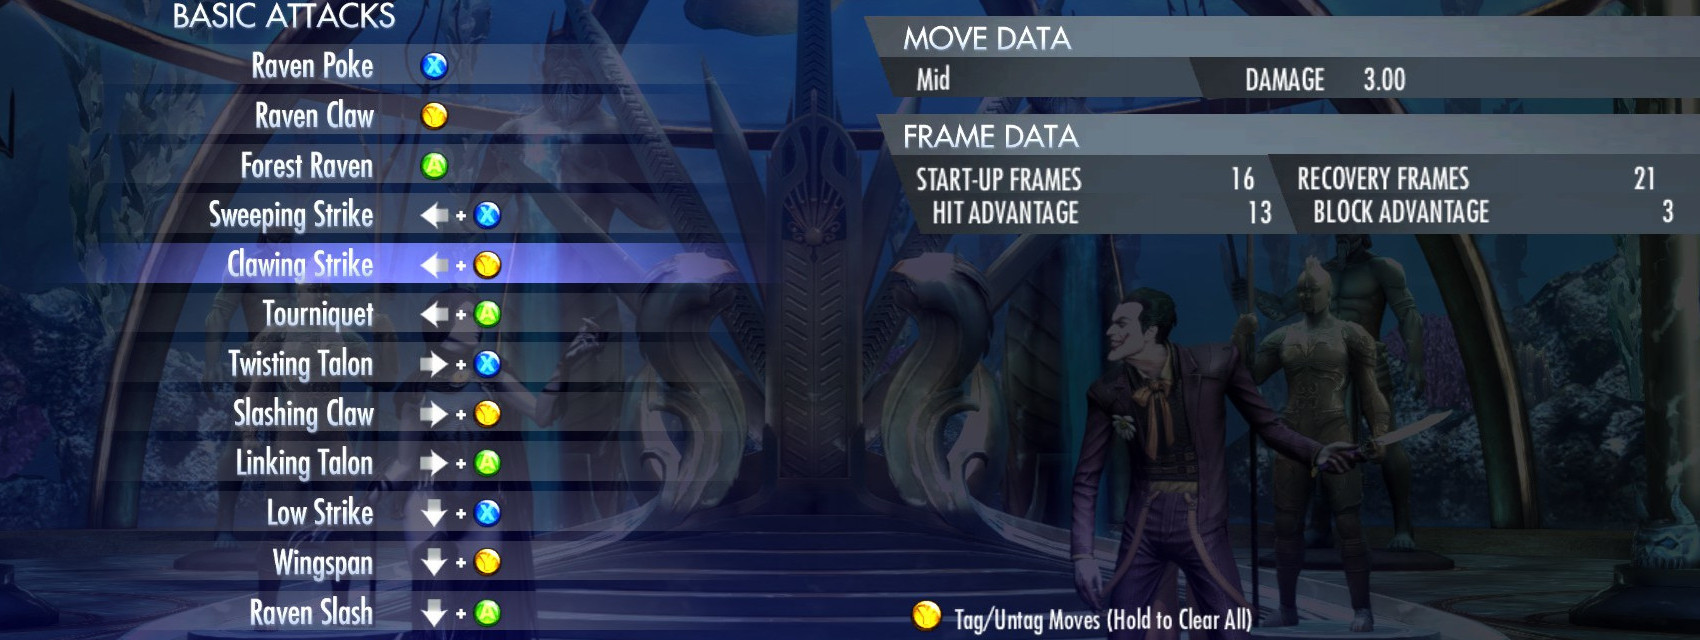 BASIC ATTACKS
Raven Poke X
Raven Claw Y
Forest Raven A
Sweeping Strike ← + X
Clawing Strike ← + Y
Tourniquet ← + A
Twisting Talon → + X
Slashing Claw → + Y
Linking Talon → + A
Low Strike ↓ + X
Wingspan ↓ + Y
Raven Slash ↓ + A
MOVE DATA
Mid DAMAGE 3.00
FRAME DATA
START-UP FRAMES 16 RECOVERY FRAMES 21
HIT ADVANTAGE 13 BLOCK ADVANTAGE 3
Y Tag/Untag Moves (Hold to Clear All)